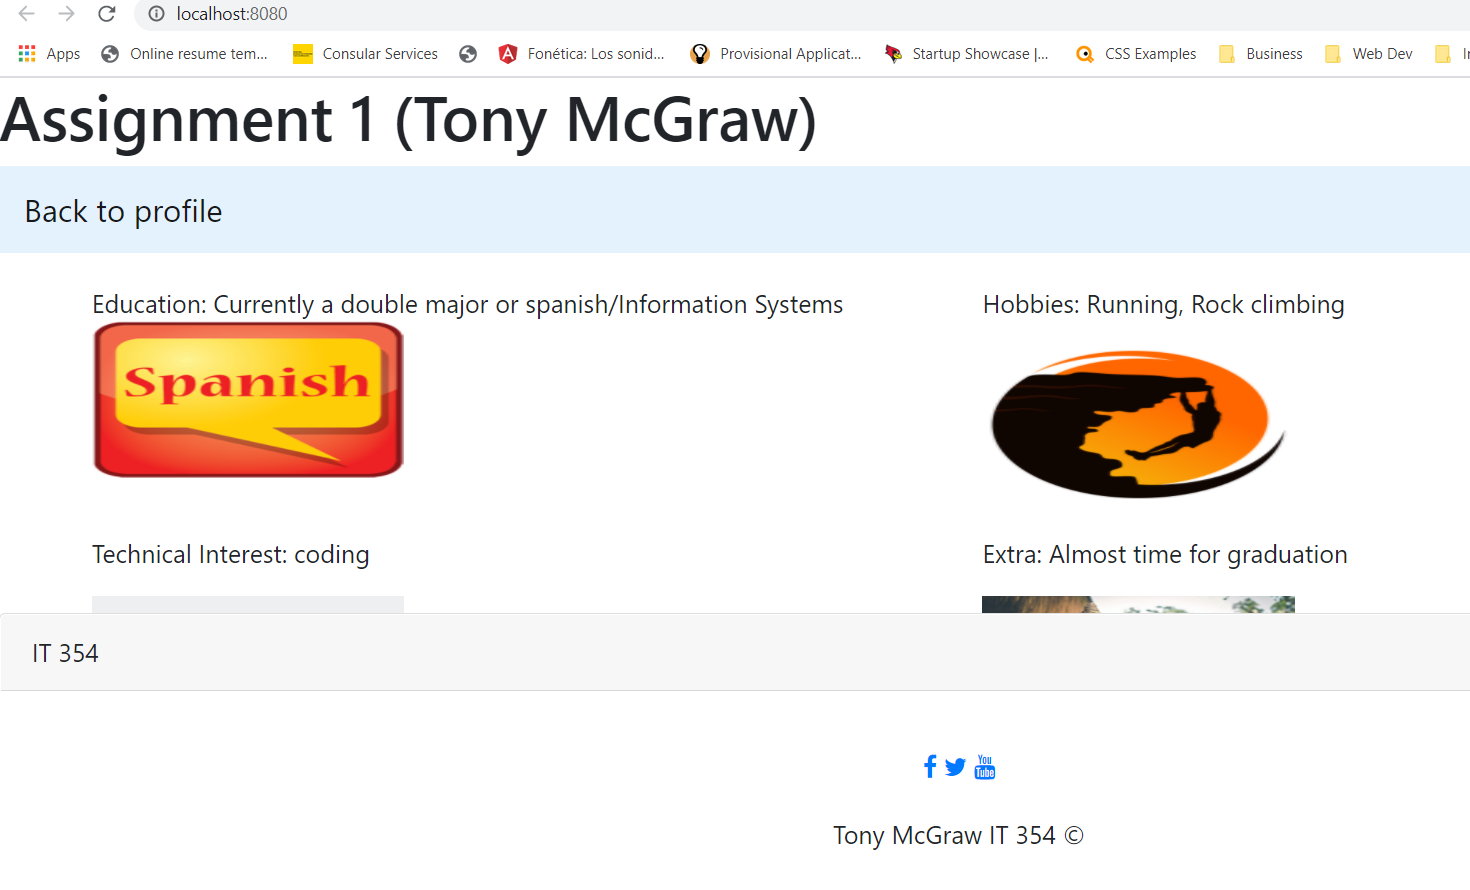 localhost:8080
Apps Online resume tem... Consular Services Fonética: Los sonid... Provisional Applicat... Startup Showcase |... CSS Examples Business Web Dev
Assignment 1 (Tony McGraw)
Back to profile
Education: Currently a double major or spanish/Information Systems
Spanish
Hobbies: Running, Rock climbing
Technical Interest: coding
Extra: Almost time for graduation
IT 354
You
Tube
Tony McGraw IT 354 ©